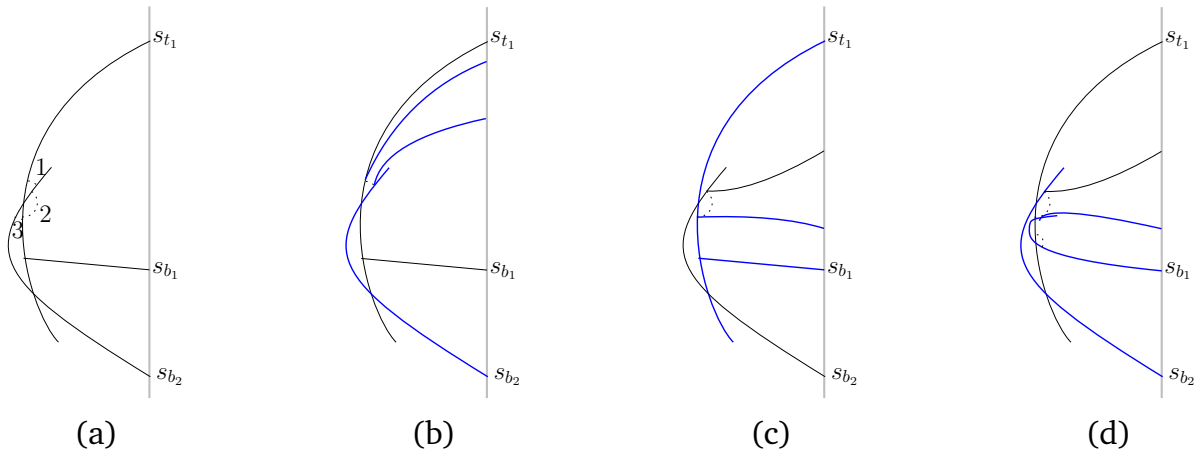 s_{t_1} s_{t_1} s_{t_1} s_{t_1}
1
2
3
s_{b_1} s_{b_1} s_{b_1} s_{b_1}
s_{b_2} s_{b_2} s_{b_2} s_{b_2}
(a) (b) (c) (d)